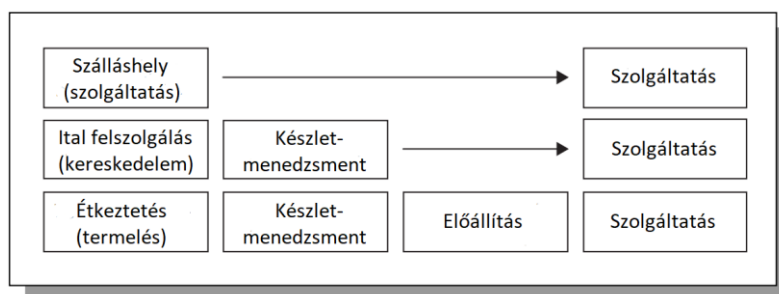 Szálláshely
(szolgáltatás)
Szolgáltatás
Ital felszolgálás
(kereskedelem)
Készlet-
menedzsment
Szolgáltatás
Étkeztetés
(termelés)
Készlet-
menedzsment
Előállítás
Szolgáltatás